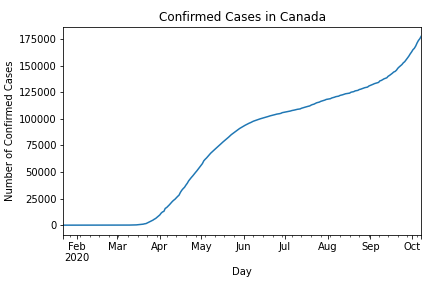 Confirmed Cases in Canada
Number of Confirmed Cases
175000
150000
125000
100000
75000
50000
25000
0
Feb Mar Apr May Jun Jul Aug Sep Oct
2020
Day